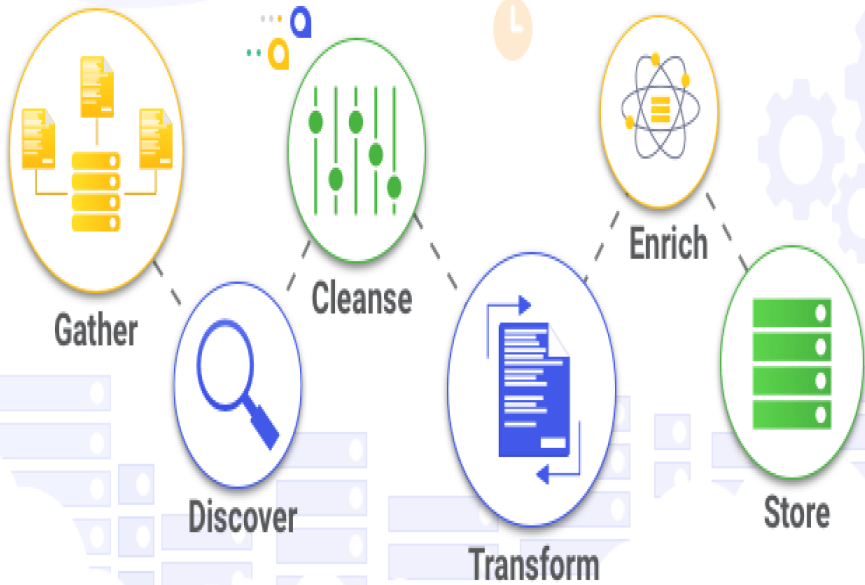 Gather
Discover
Cleanse
Transform
Enrich
Store